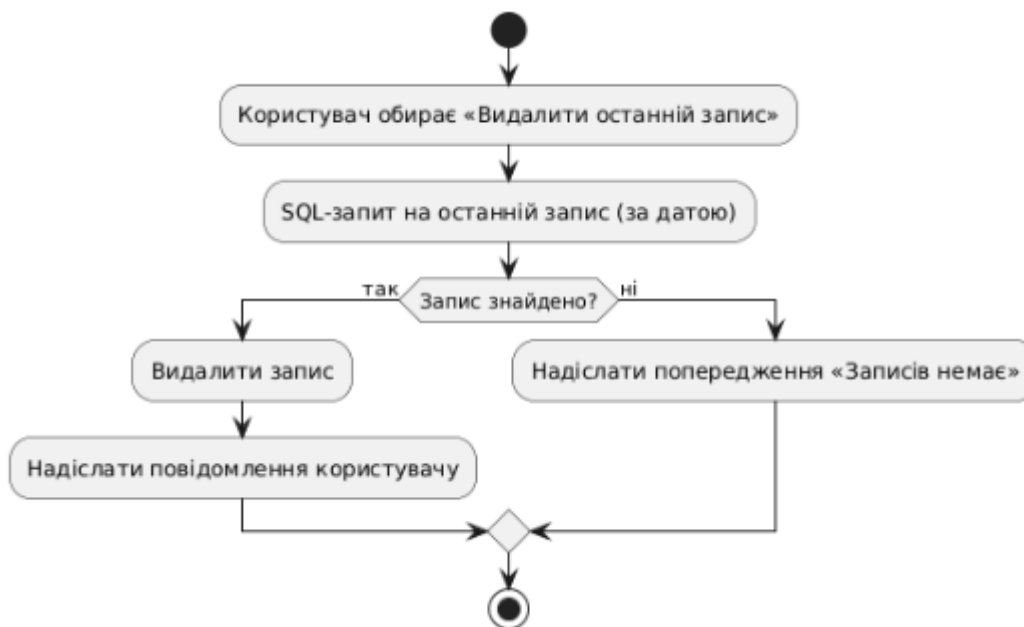 Користувач обирає «Видалити останній запис»
SQL-запит на останній запис (за датою)
так
Запис знайдено?
ні
Видалити запис
Надіслати попередження «Записів немає»
Надіслати повідомлення користувачу